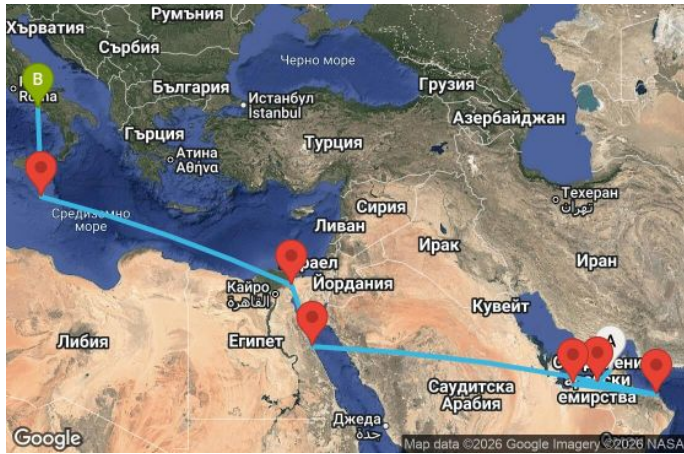 Хърватия
Румъния
Сърбия
Черно море
B
Roma
България
Грузия
Истанбул
İstanbul
Азербайджан
Гърция
Атина
Αθήνα
Турция
Техеран
تهران
Средиземно
море
Сирия
Ливан
Ирак
Иран
Йордания
Кайро
القاهرة
Кувейт
Либия
Египет
A
емирства
Саудитска
Арабия
Джеда
جدة
Google
Map data ©2026 Google Imagery ©2026 NASA